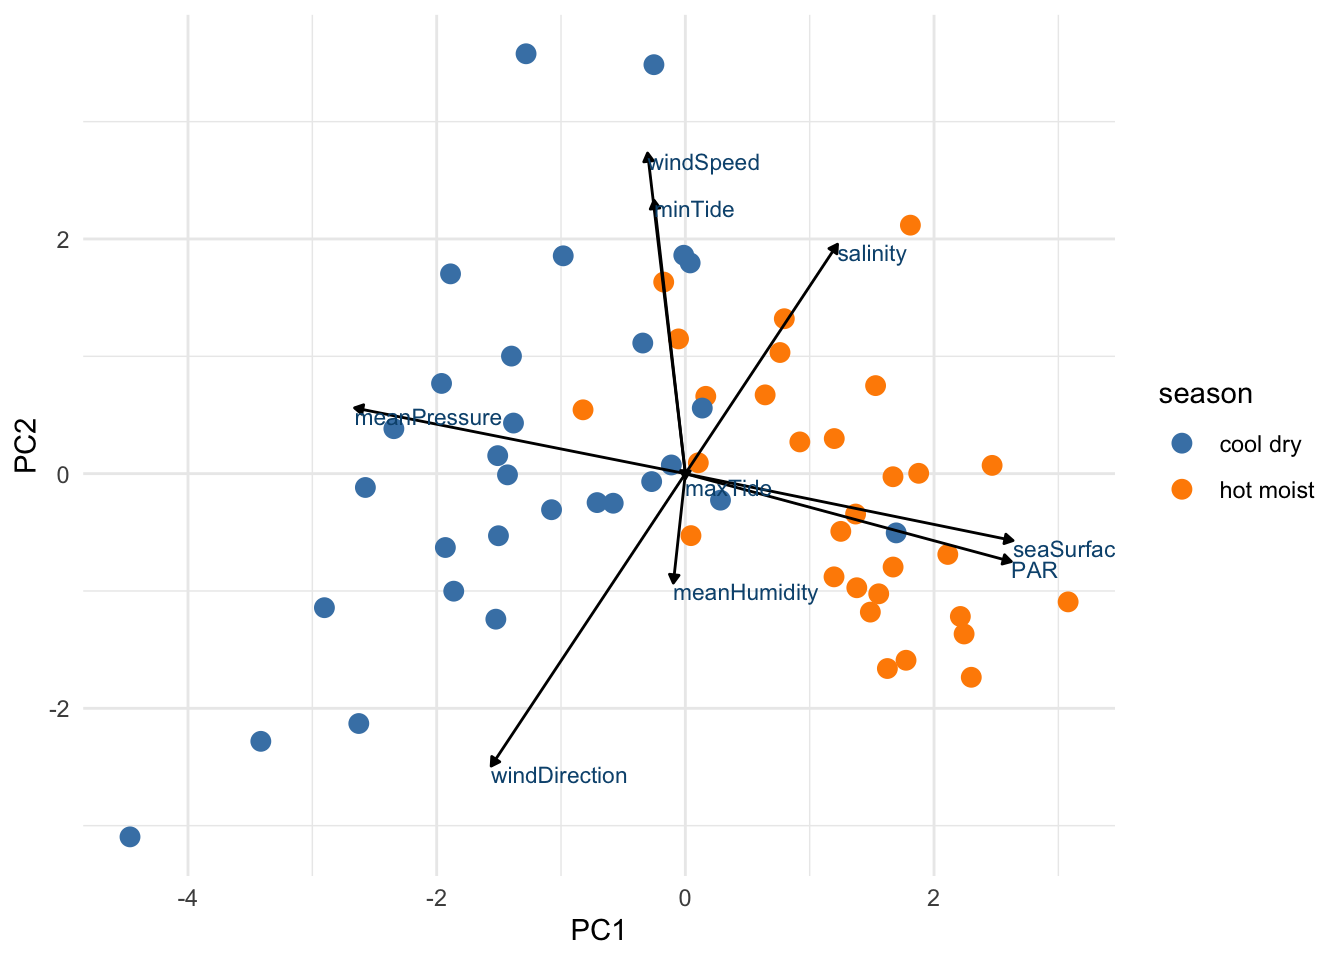 windSpeed
minTide
salinity
meanPressure
maxTide
seaSurfac
PAR
meanHumidity
windDirection
2
0
-2
-4
-2
0
2
PC1
PC2
season
cool dry
hot moist